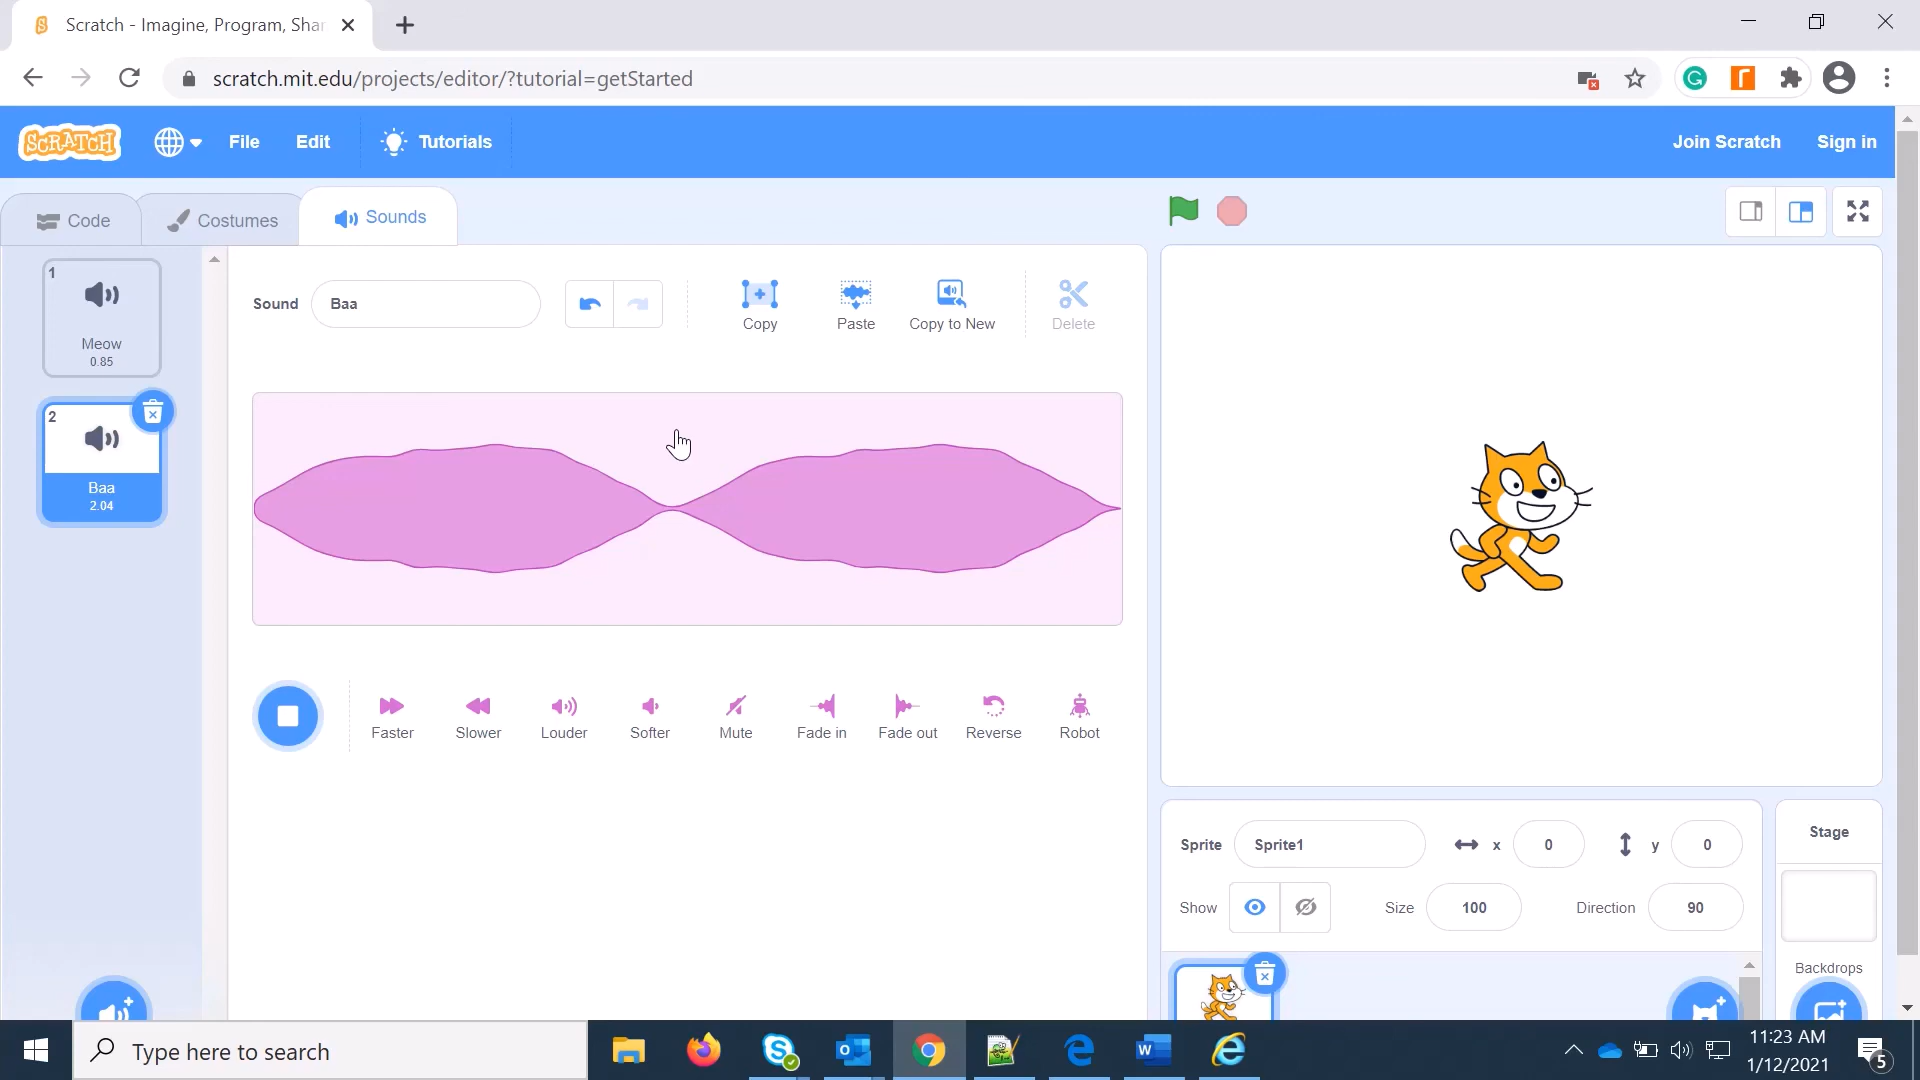 Scratch - Imagine, Program, Shar
scratch.mit.edu/projects/editor/?tutorial=getStarted
SCRATCH File Edit Tutorials Join Scratch Sign in
Code Costumes Sounds
1
Meow
0.85
2
Baa
2.04
Sound Baa
Copy Paste Copy to New Delete
Faster Slower Louder Softer Mute Fade in Fade out Reverse Robot
Sprite Sprite1 x 0 y 0
Show Size 100 Direction 90
Stage
Backdrops
Type here to search
11:23 AM
1/12/2021
5